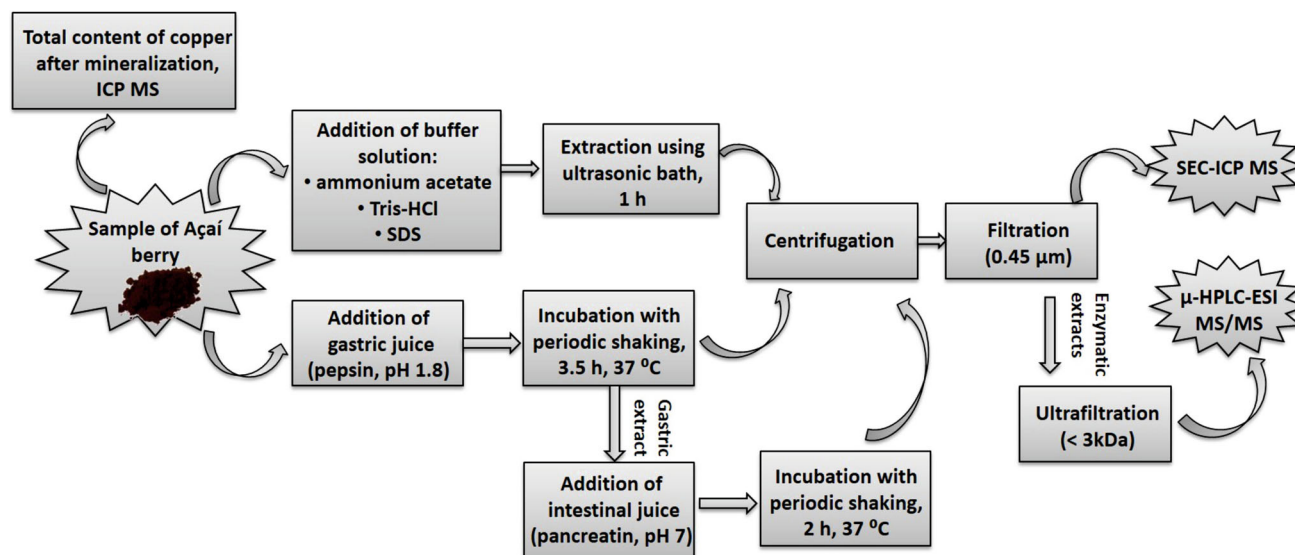 Total content of copper
after mineralization,
ICP MS
Sample of Açaí
berry
Addition of buffer
solution:
• ammonium acetate
• Tris-HCl
• SDS
Extraction using
ultrasonic bath,
1 h
Centrifugation
Filtration
(0.45 µm)
SEC-ICP MS
Addition of
gastric juice
(pepsin, pH 1.8)
Incubation with
periodic shaking,
3.5 h, 37 ⁰C
Gastric
extract
Addition of
intestinal juice
(pancreatin, pH 7)
Incubation with
periodic shaking,
2 h, 37 ⁰C
Enzymatic
extracts
Ultrafiltration
(< 3kDa)
µ-HPLC-ESI
MS/MS